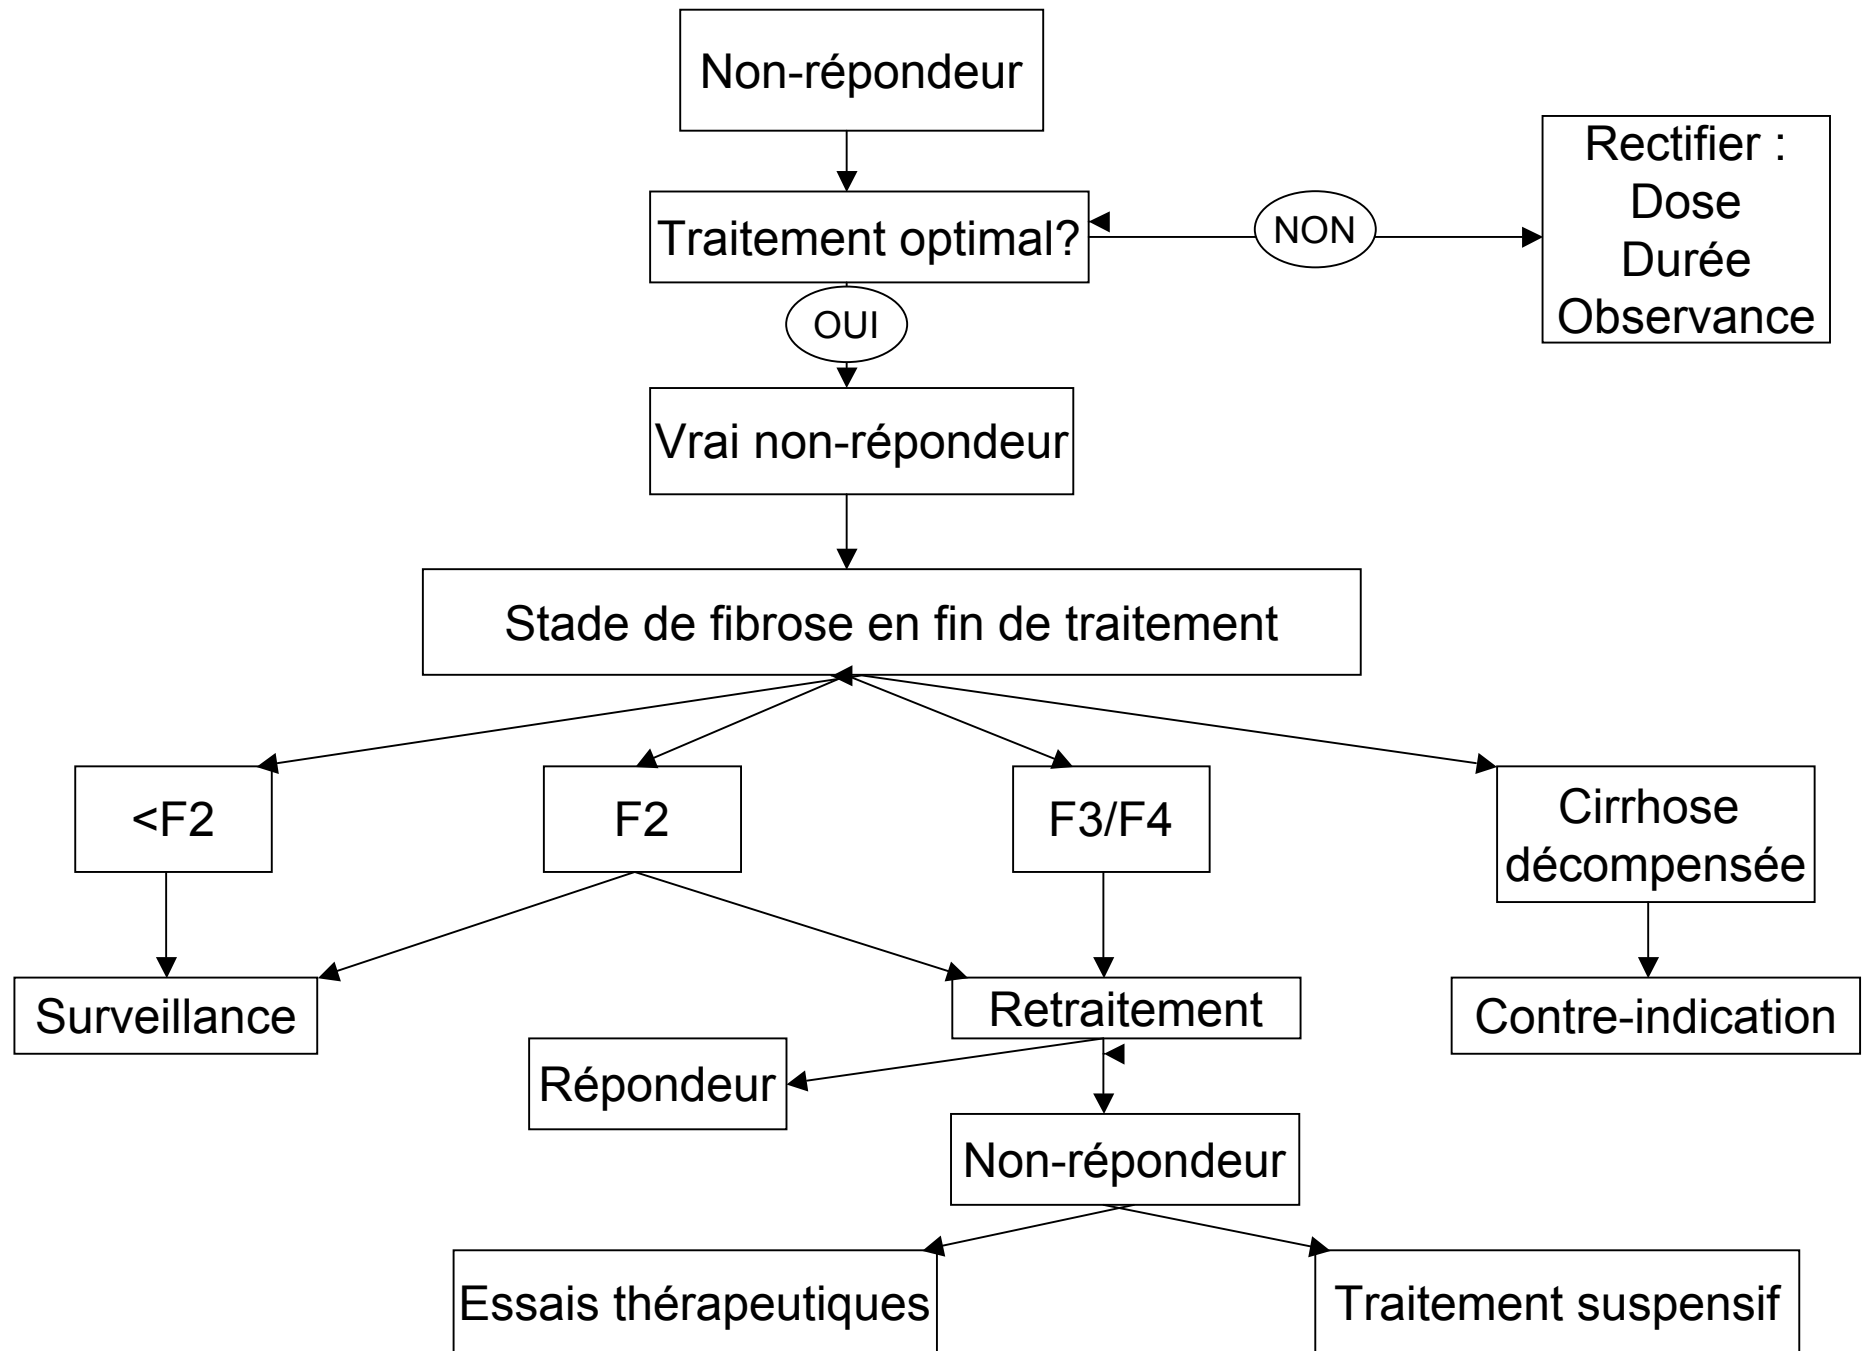 Non-répondeur
Rectifier :
Dose
Durée
Observance
Traitement optimal?
NON
OUI
Vrai non-répondeur
Stade de fibrose en fin de traitement
<F2
F2
F3/F4
Cirrhose
décompensée
Surveillance
Retraitement
Contre-indication
Répondeur
Non-répondeur
Essais thérapeutiques
Traitement suspensif